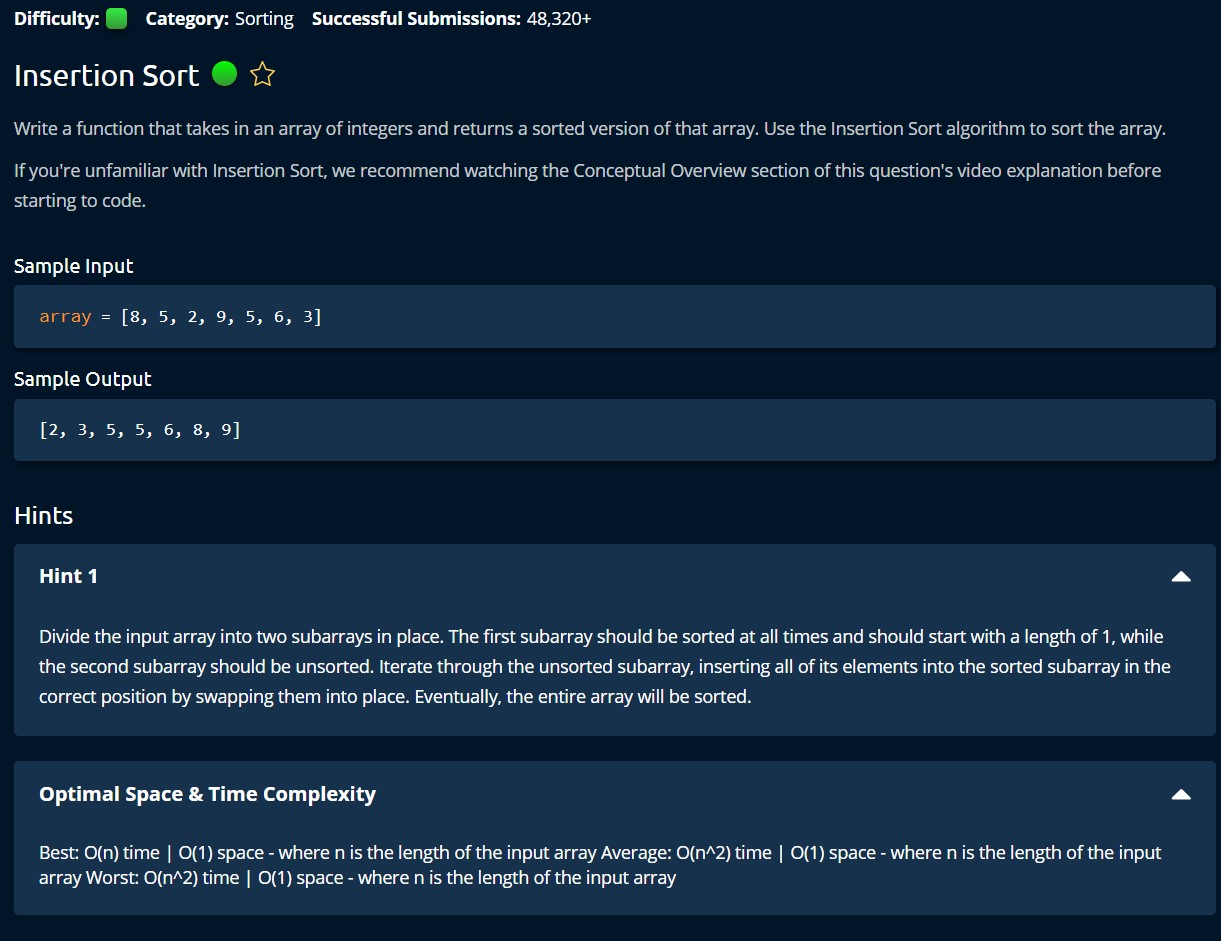 Difficulty: Category: Sorting Successful Submissions: 48,320+
Insertion Sort
Write a function that takes in an array of integers and returns a sorted version of that array. Use the Insertion Sort algorithm to sort the array.
If you're unfamiliar with Insertion Sort, we recommend watching the Conceptual Overview section of this question's video explanation before
starting to code.
Sample Input
array = [8, 5, 2, 9, 5, 6, 3]
Sample Output
[2, 3, 5, 5, 6, 8, 9]
Hints
Hint 1
Divide the input array into two subarrays in place. The first subarray should be sorted at all times and should start with a length of 1, while
the second subarray should be unsorted. Iterate through the unsorted subarray, inserting all of its elements into the sorted subarray in the
correct position by swapping them into place. Eventually, the entire array will be sorted.
Optimal Space & Time Complexity
Best: O(n) time | O(1) space - where n is the length of the input array Average: O(n^2) time | O(1) space - where n is the length of the input
array Worst: O(n^2) time | O(1) space - where n is the length of the input array